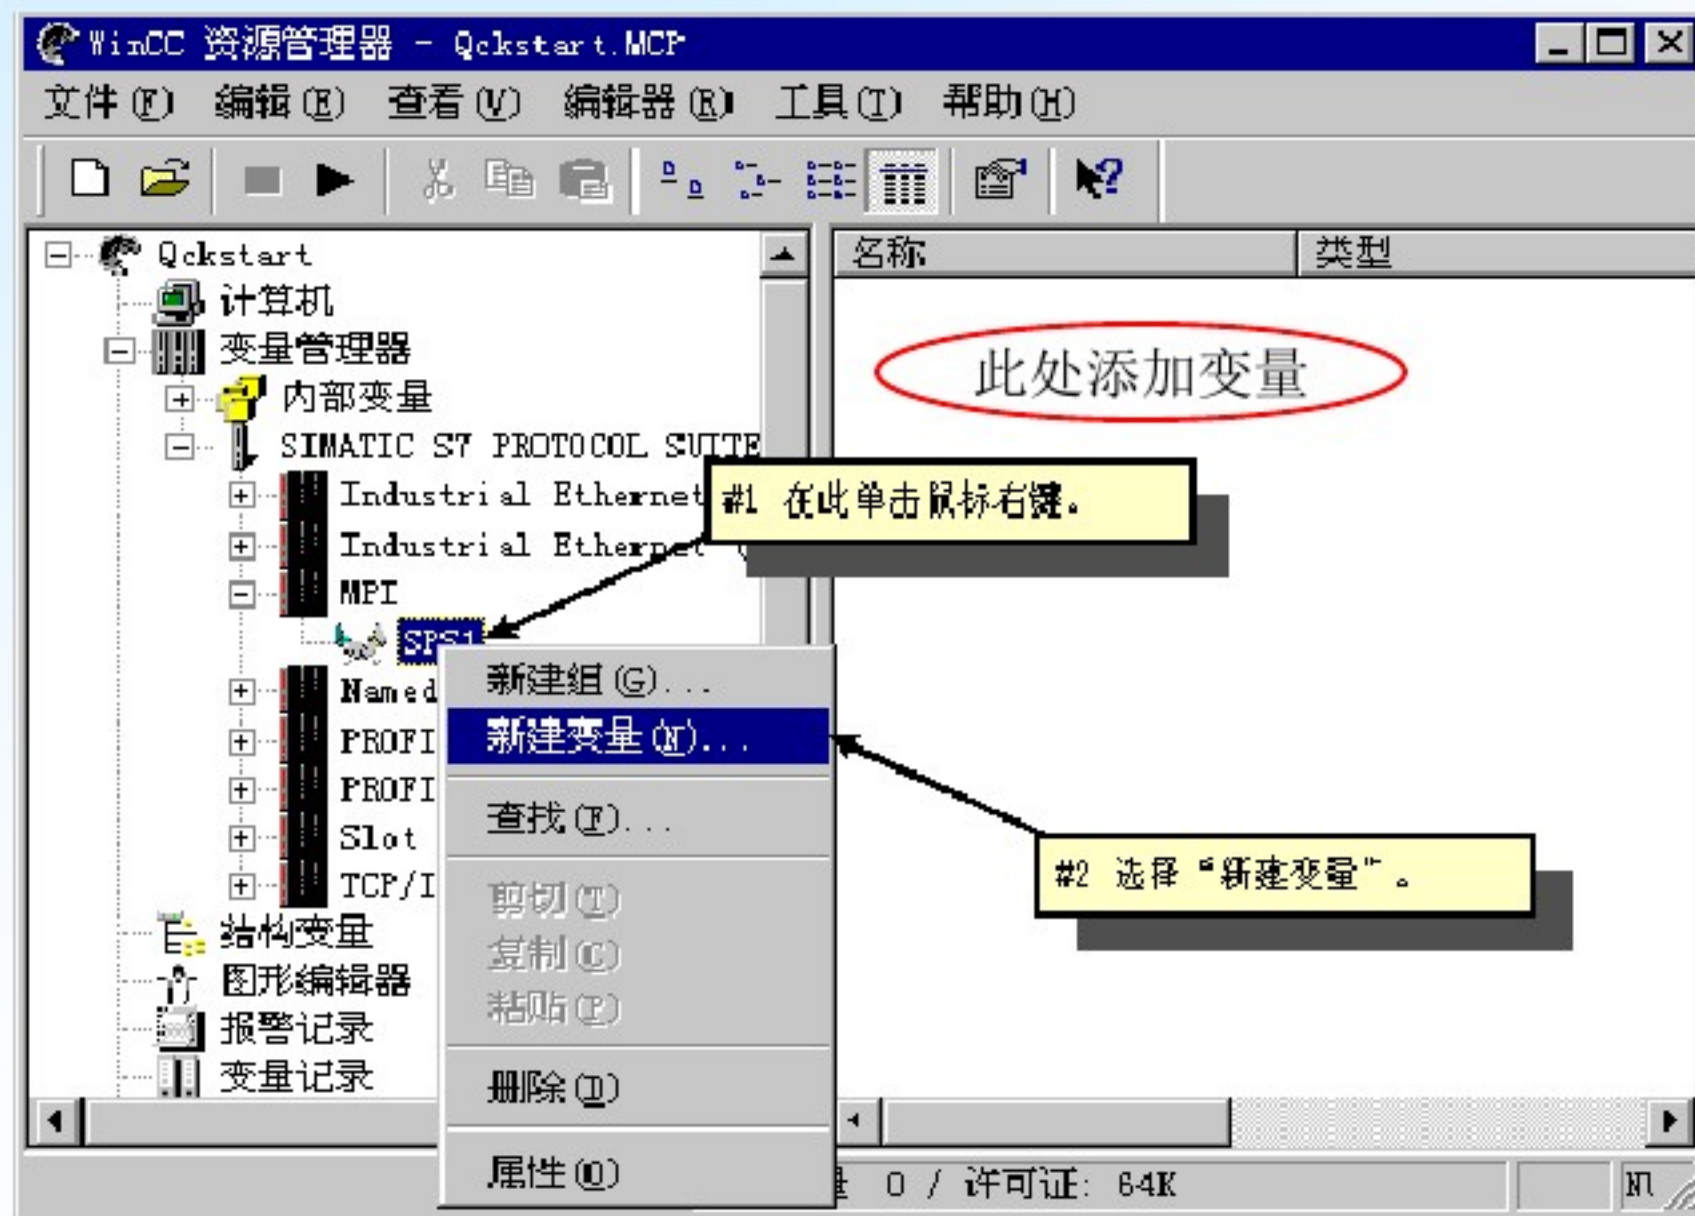 WinCC 资源管理器 - Qckstart.MCP
文件(F) 编辑(E) 查看(V) 编辑器(R) 工具(T) 帮助(H)
名称 类型
Qckstart
计算机
变量管理器
内部变量
SIMATIC S7 PROTOCOL SUITE
Industrial Ethernet
Industrial Ethernet (
MPI
SPS1
Named
PROFI
PROFI
Slot
TCP/I
结构变量
图形编辑器
报警记录
变量记录
此处添加变量
#1 在此单击鼠标右键。
新建组(G)...
新建变量(N)...
查找(F)...
剪切(T)
复制(C)
粘贴(P)
删除(D)
属性(O)
#2 选择“新建变量”。
0 / 许可证: 64K